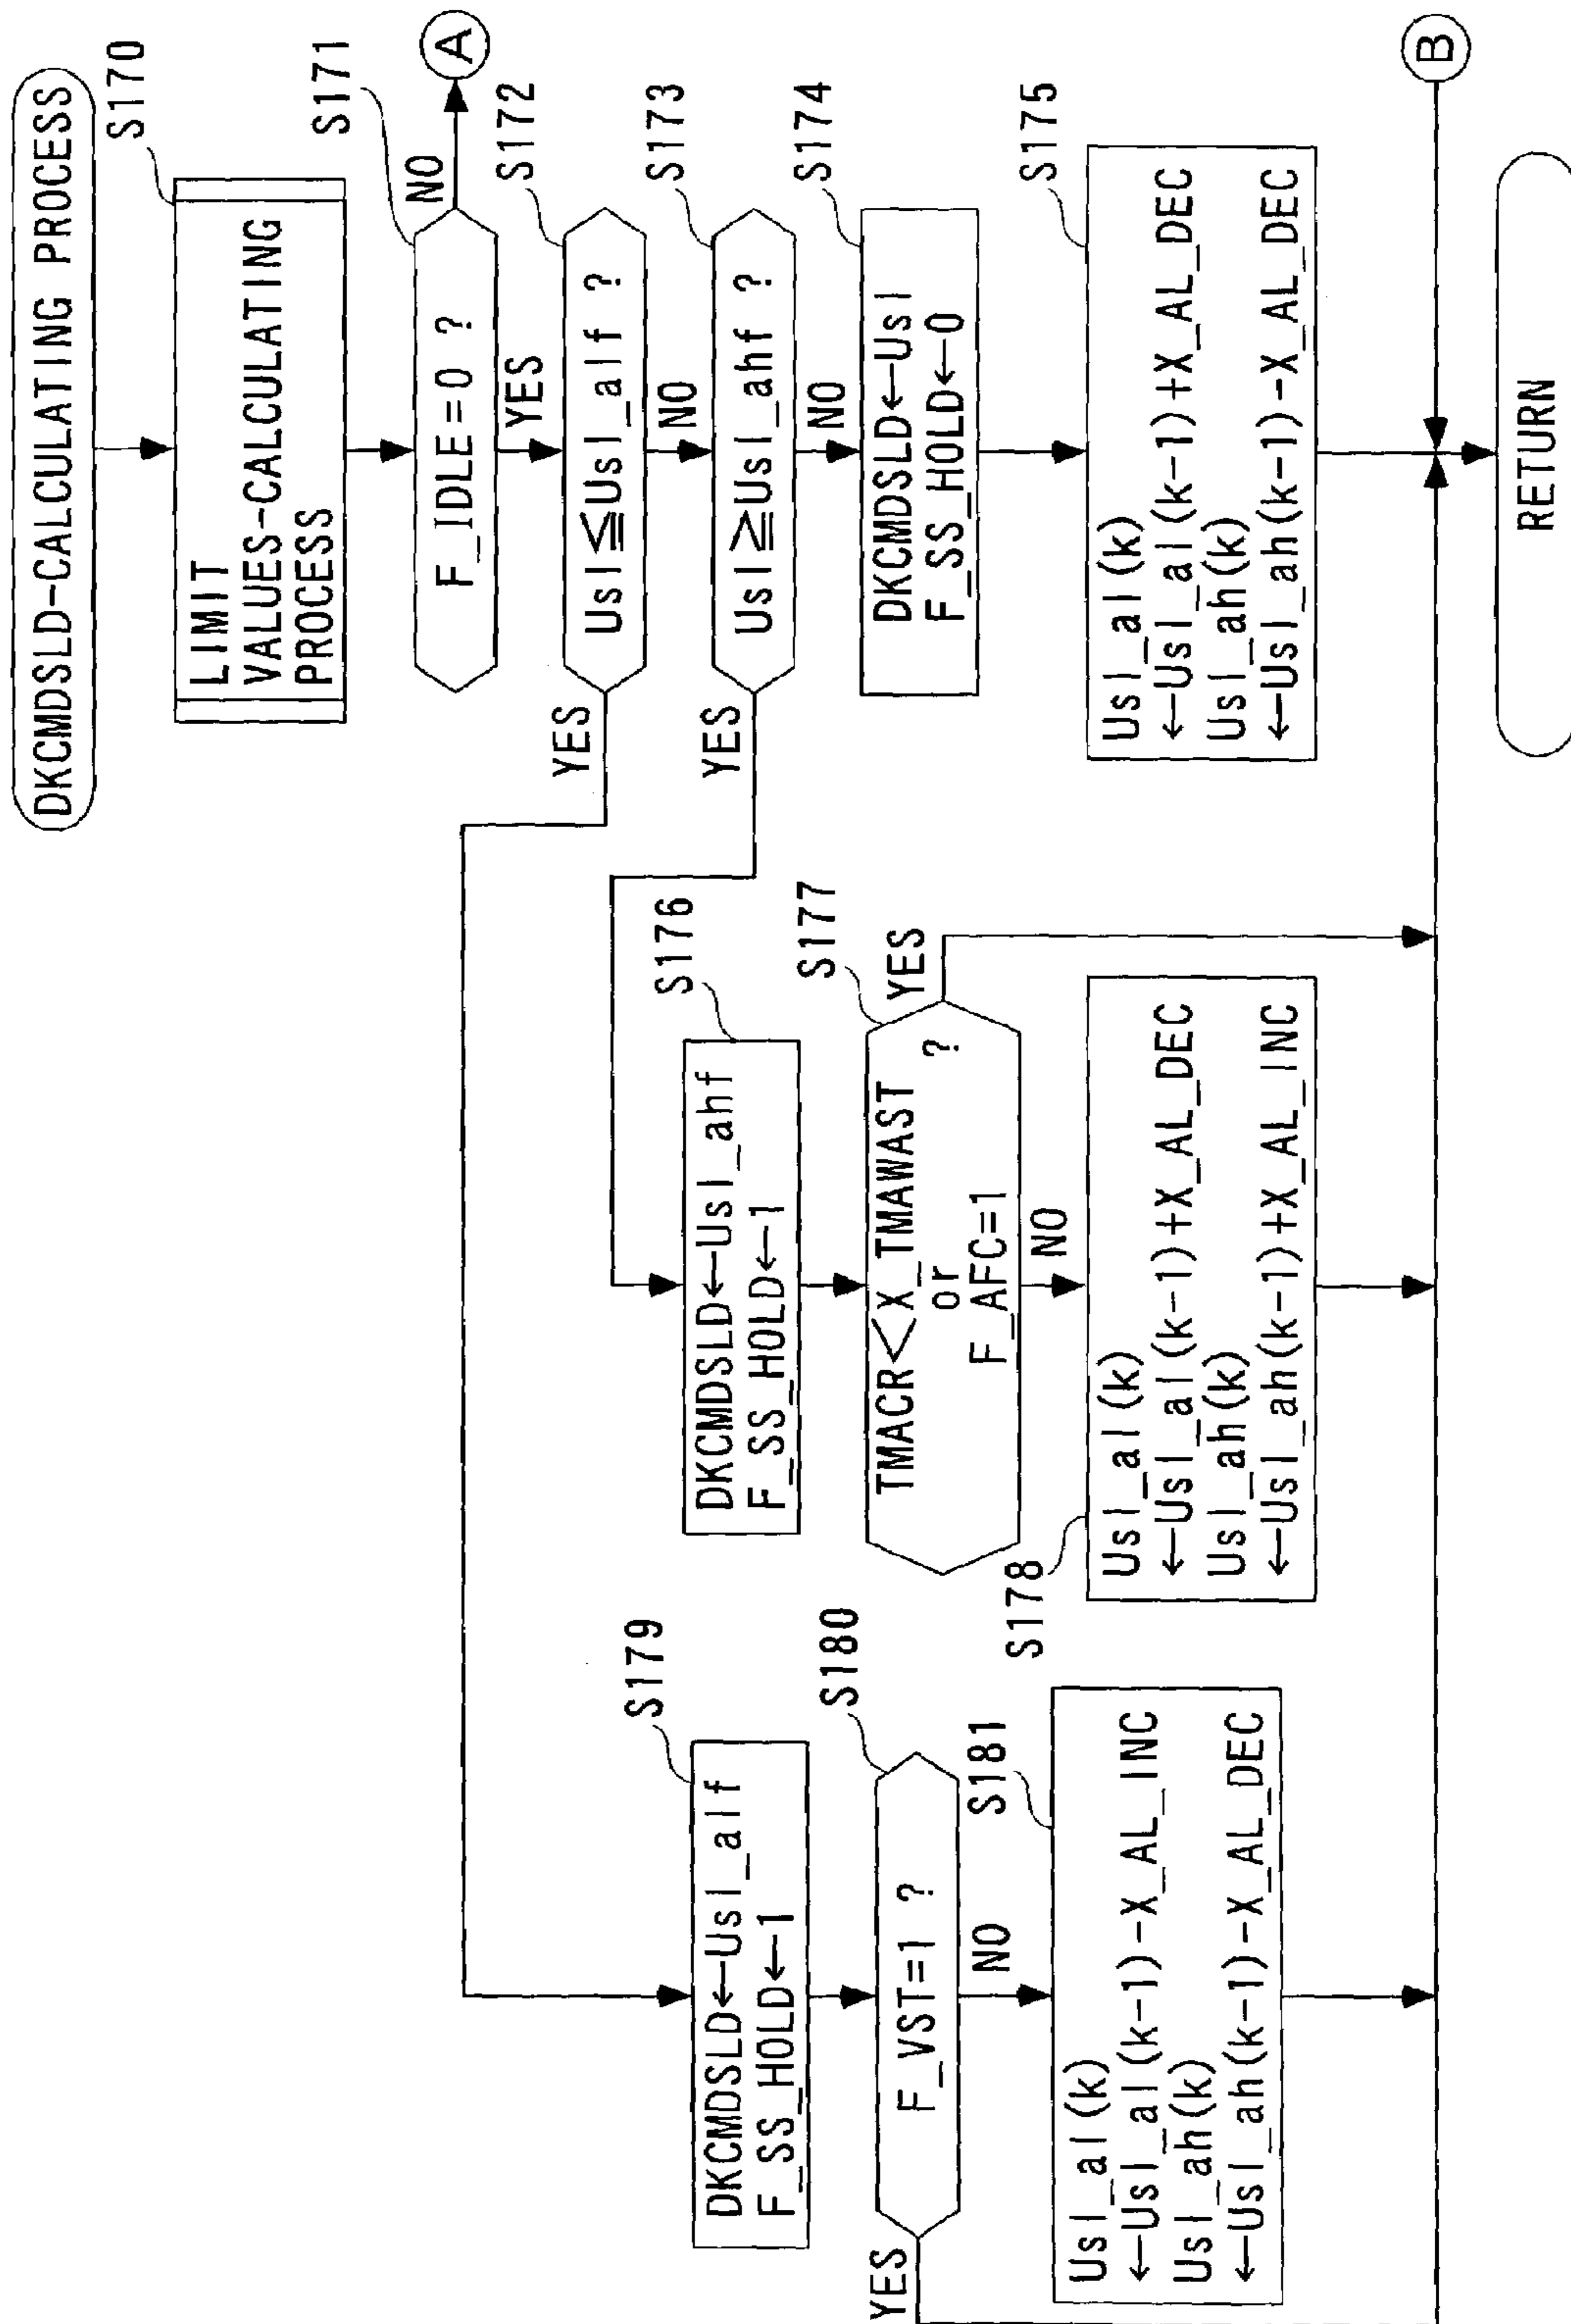 DKCMDSLD-CALCULATING PROCESS
S170
LIMIT
VALUES-CALCULATING
PROCESS
S171
F_IDLE=0 ?
NO
A
YES
S172
Usl≦Usl_alf ?
YES
NO
S173
Usl≧Usl_ahf ?
YES
NO
S174
DKCMDSLD←Usl
F_SS_HOLD←0
S175
Usl_al(k)
←Usl_al(k-1)+X_AL_DEC
Usl_ah(k)
←Usl_ah(k-1)-X_AL_DEC
S176
DKCMDSLD←Usl_ahf
F_SS_HOLD←1
S177
TMACR<X_TMAWAST
or
F_AFC=1
?
YES
NO
S178
Usl_al(k)
←Usl_al(k-1)+X_AL_DEC
Usl_ah(k)
←Usl_ah(k-1)+X_AL_INC
S179
DKCMDSLD←Usl_alf
F_SS_HOLD←1
S180
F_VST=1 ?
YES
NO
S181
Usl_al(k)
←Usl_al(k-1)-X_AL_INC
Usl_ah(k)
←Usl_ah(k-1)-X_AL_DEC
B
RETURN